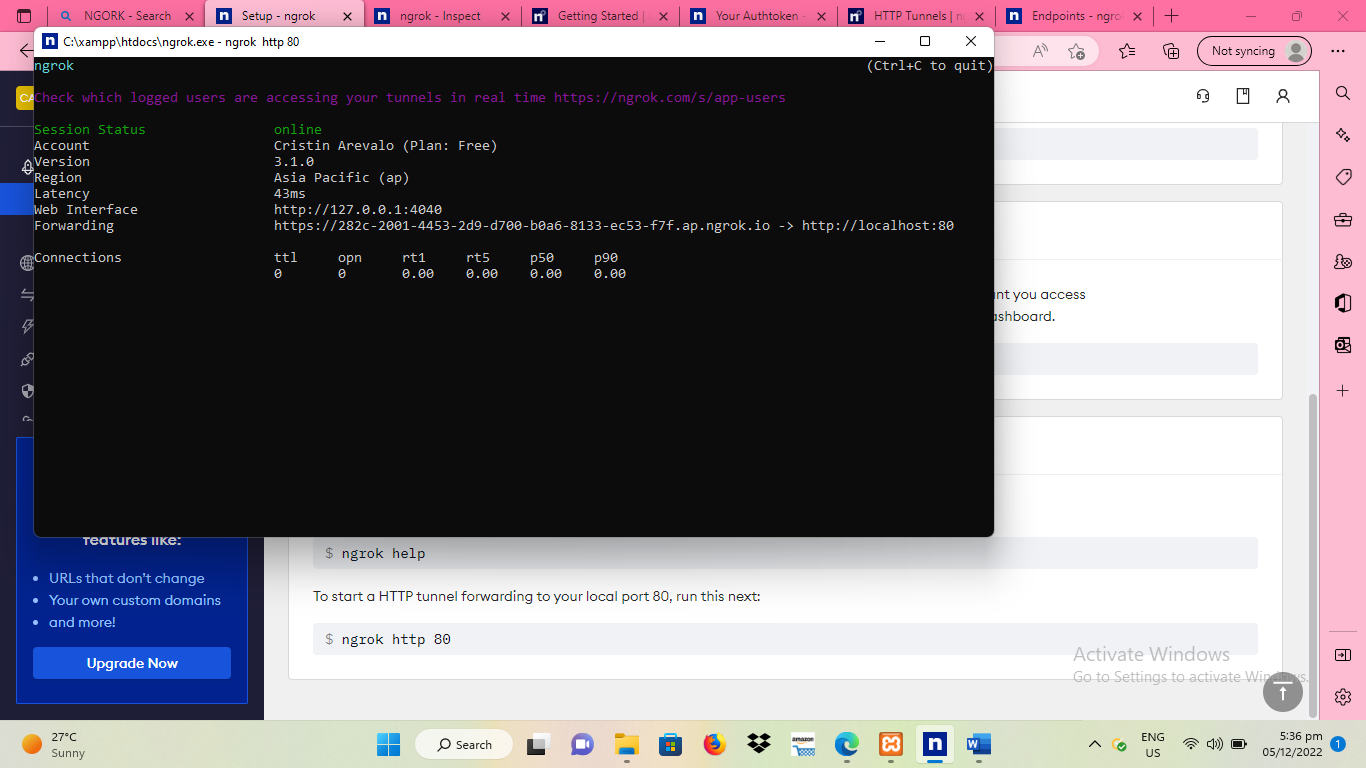 NGORK - Search
Setup - ngrok
ngrok - Inspect
Getting Started |
Your Authtoken -
HTTP Tunnels | n
Endpoints - ngro
C:\xampp\htdocs\ngrok.exe - ngrok http 80
Not syncing
ngrok (Ctrl+C to quit)
Check which logged users are accessing your tunnels in real time https://ngrok.com/s/app-users
Session Status online
Account Cristin Arevalo (Plan: Free)
Version 3.1.0
Region Asia Pacific (ap)
Latency 43ms
Web Interface http://127.0.0.1:4040
Forwarding https://282c-2001-4453-2d9-d700-b0a6-8133-ec53-f7f.ap.ngrok.io -> http://localhost:80
Connections ttl opn rt1 rt5 p50 p90
0 0 0.00 0.00 0.00 0.00
you access
features like:
• URLs that don't change
• Your own custom domains
• and more!
Upgrade Now
$ ngrok help
To start a HTTP tunnel forwarding to your local port 80, run this next:
$ ngrok http 80
Activate Windows
Go to Settings to activate Windows.
27°C
Sunny
Search
amazon
ENG
US
5:36 pm
05/12/2022
1